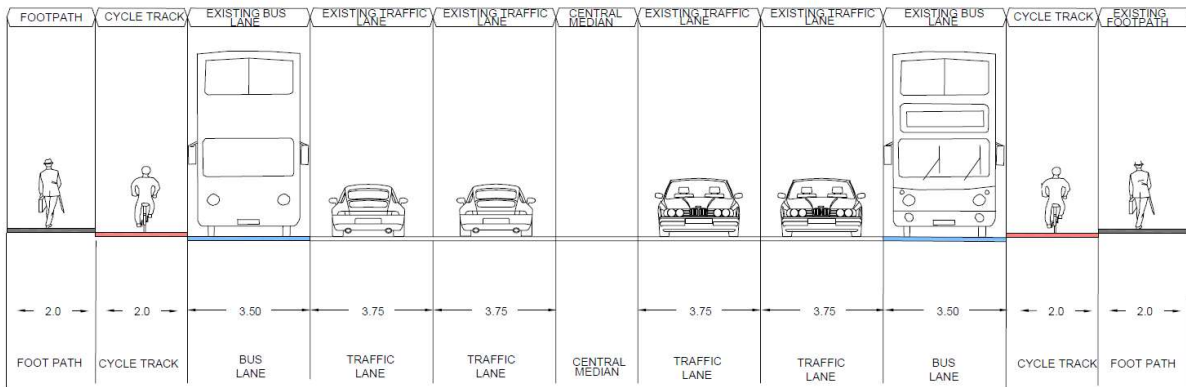 FOOTPATH
CYCLE TRACK
EXISTING BUS
LANE
EXISTING TRAFFIC
LANE
EXISTING TRAFFIC
LANE
CENTRAL
MEDIAN
EXISTING TRAFFIC
LANE
EXISTING TRAFFIC
LANE
EXISTING BUS
LANE
CYCLE TRACK
EXISTING
FOOTPATH
2.0
2.0
3.50
3.75
3.75
3.75
3.75
3.50
2.0
2.0
FOOT PATH
CYCLE TRACK
BUS
LANE
TRAFFIC
LANE
TRAFFIC
LANE
CENTRAL
MEDIAN
TRAFFIC
LANE
TRAFFIC
LANE
BUS
LANE
CYCLE TRACK
FOOT PATH